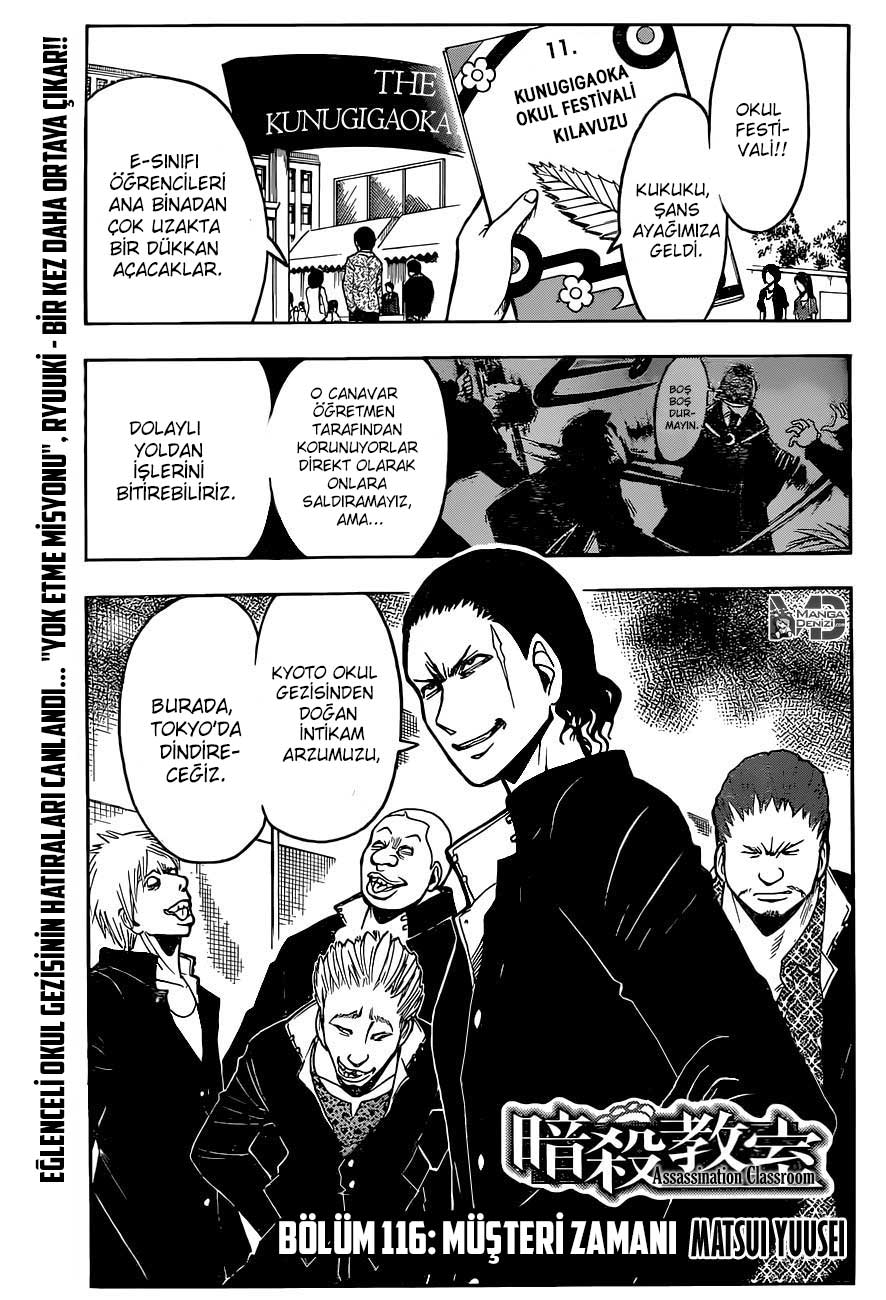 EĞLENCELİ OKUL GEZİSİNİN HATIRALARI CANLANDI... "YOK ETME MİSYONU", RYUUKİ - BİR KEZ DAHA ORTAYA ÇIKAR!!
OKUL
FESTİ-
VALİ!!
KUKUKU,
ŞANS
AYAĞIMIZA
GELDİ.
11.
KUNUGIGAOKA
OKUL FESTİVALİ
KILAVUZU
THE
KUNUGIGAOKA
E-SINIFI
ÖĞRENCİLERİ
ANA BİNADAN
ÇOK UZAKTA
BİR DÜKKAN
AÇACAKLAR.
BOŞ
BOŞ
DUR-
MAYIN.
O CANAVAR
ÖĞRETMEN
TARAFINDAN
KORUNUYORLAR
DİREKT OLARAK
ONLARA
SALDIRAMAYIZ,
AMA...
DOLAYLI
YOLDAN
İŞLERİNİ
BİTİREBİLİRİZ.
MANGA
DENİZİ
MD
KYOTO OKUL
GEZİSİNDEN
DOĞAN
İNTİKAM
ARZUMUZU,
BURADA,
TOKYO'DA
DİNDİRE-
CEĞİZ.
暗殺教室
Assassination Classroom
BÖLÜM 116: MÜŞTERİ ZAMANI MATSUI YUUSEI